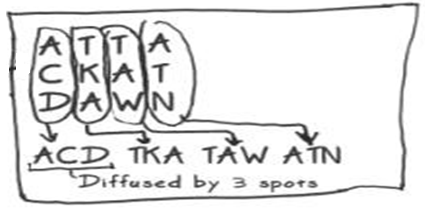 A T T A
C K A T
D A W N
ACD TKA TAW ATN
Diffused by 3 spots